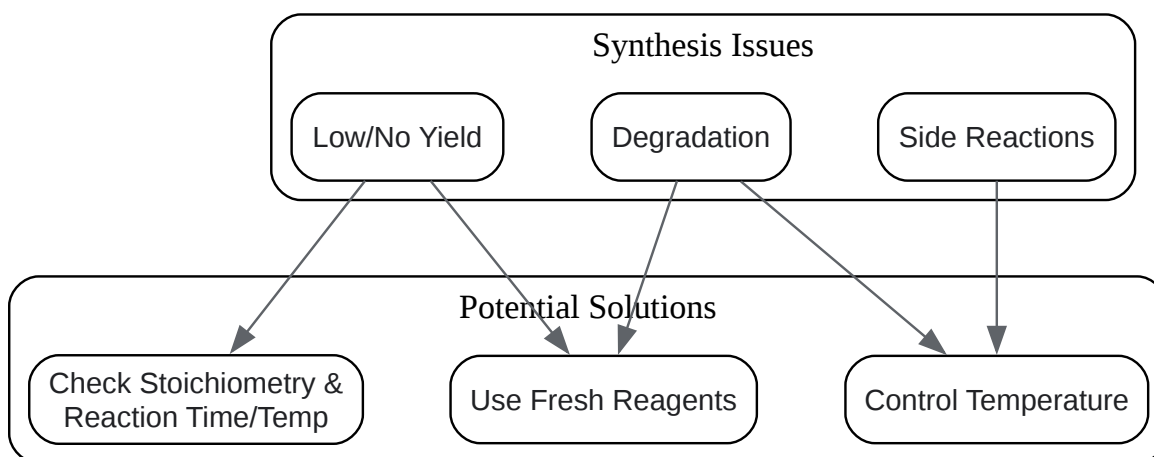 Synthesis Issues
Low/No Yield
Degradation
Side Reactions
Potential Solutions
Check Stoichiometry &
Reaction Time/Temp
Use Fresh Reagents
Control Temperature